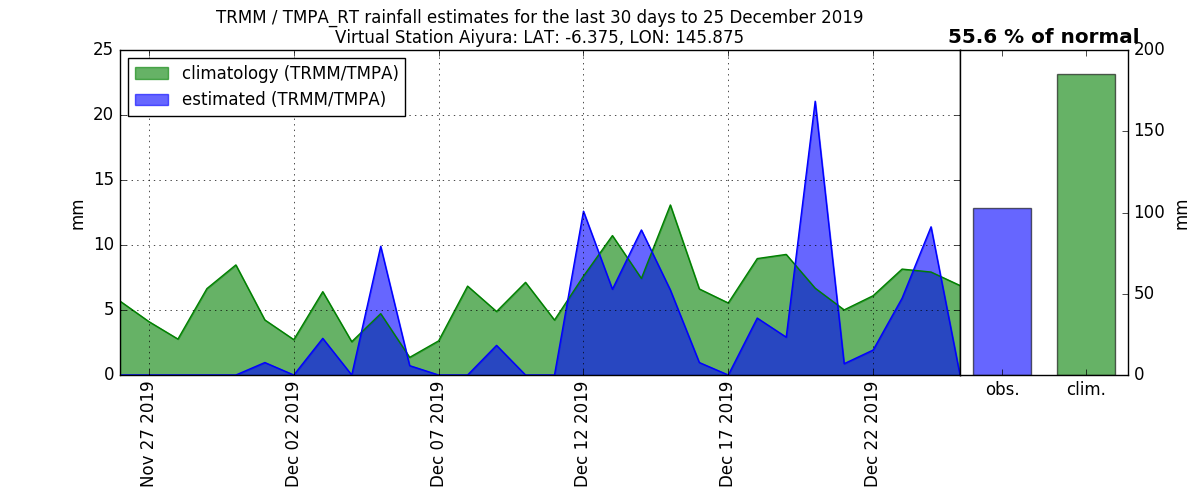 TRMM / TMPA_RT rainfall estimates for the last 30 days to 25 December 2019
Virtual Station Aiyura: LAT: -6.375, LON: 145.875
55.6 % of normal
climatology (TRMM/TMPA)
estimated (TRMM/TMPA)
25
20
15
10
5
0
mm
Nov 27 2019
Dec 02 2019
Dec 07 2019
Dec 12 2019
Dec 17 2019
Dec 22 2019
200
150
100
50
0
mm
obs.
clim.